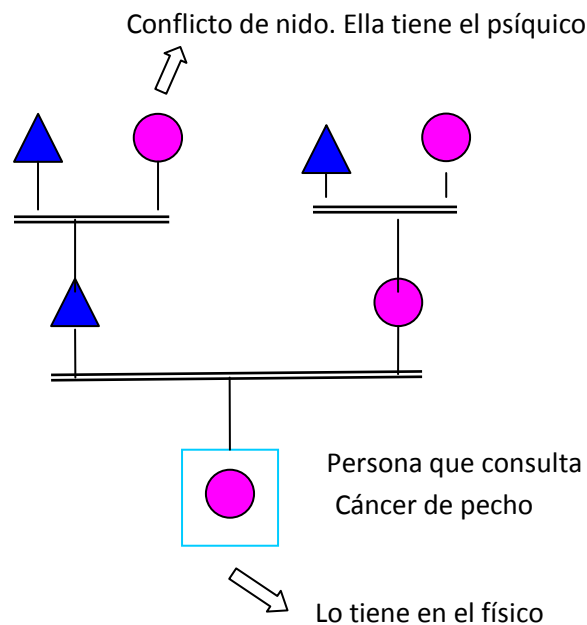 Conflicto de nido. Ella tiene el psíquico
Persona que consulta
Cáncer de pecho
Lo tiene en el físico